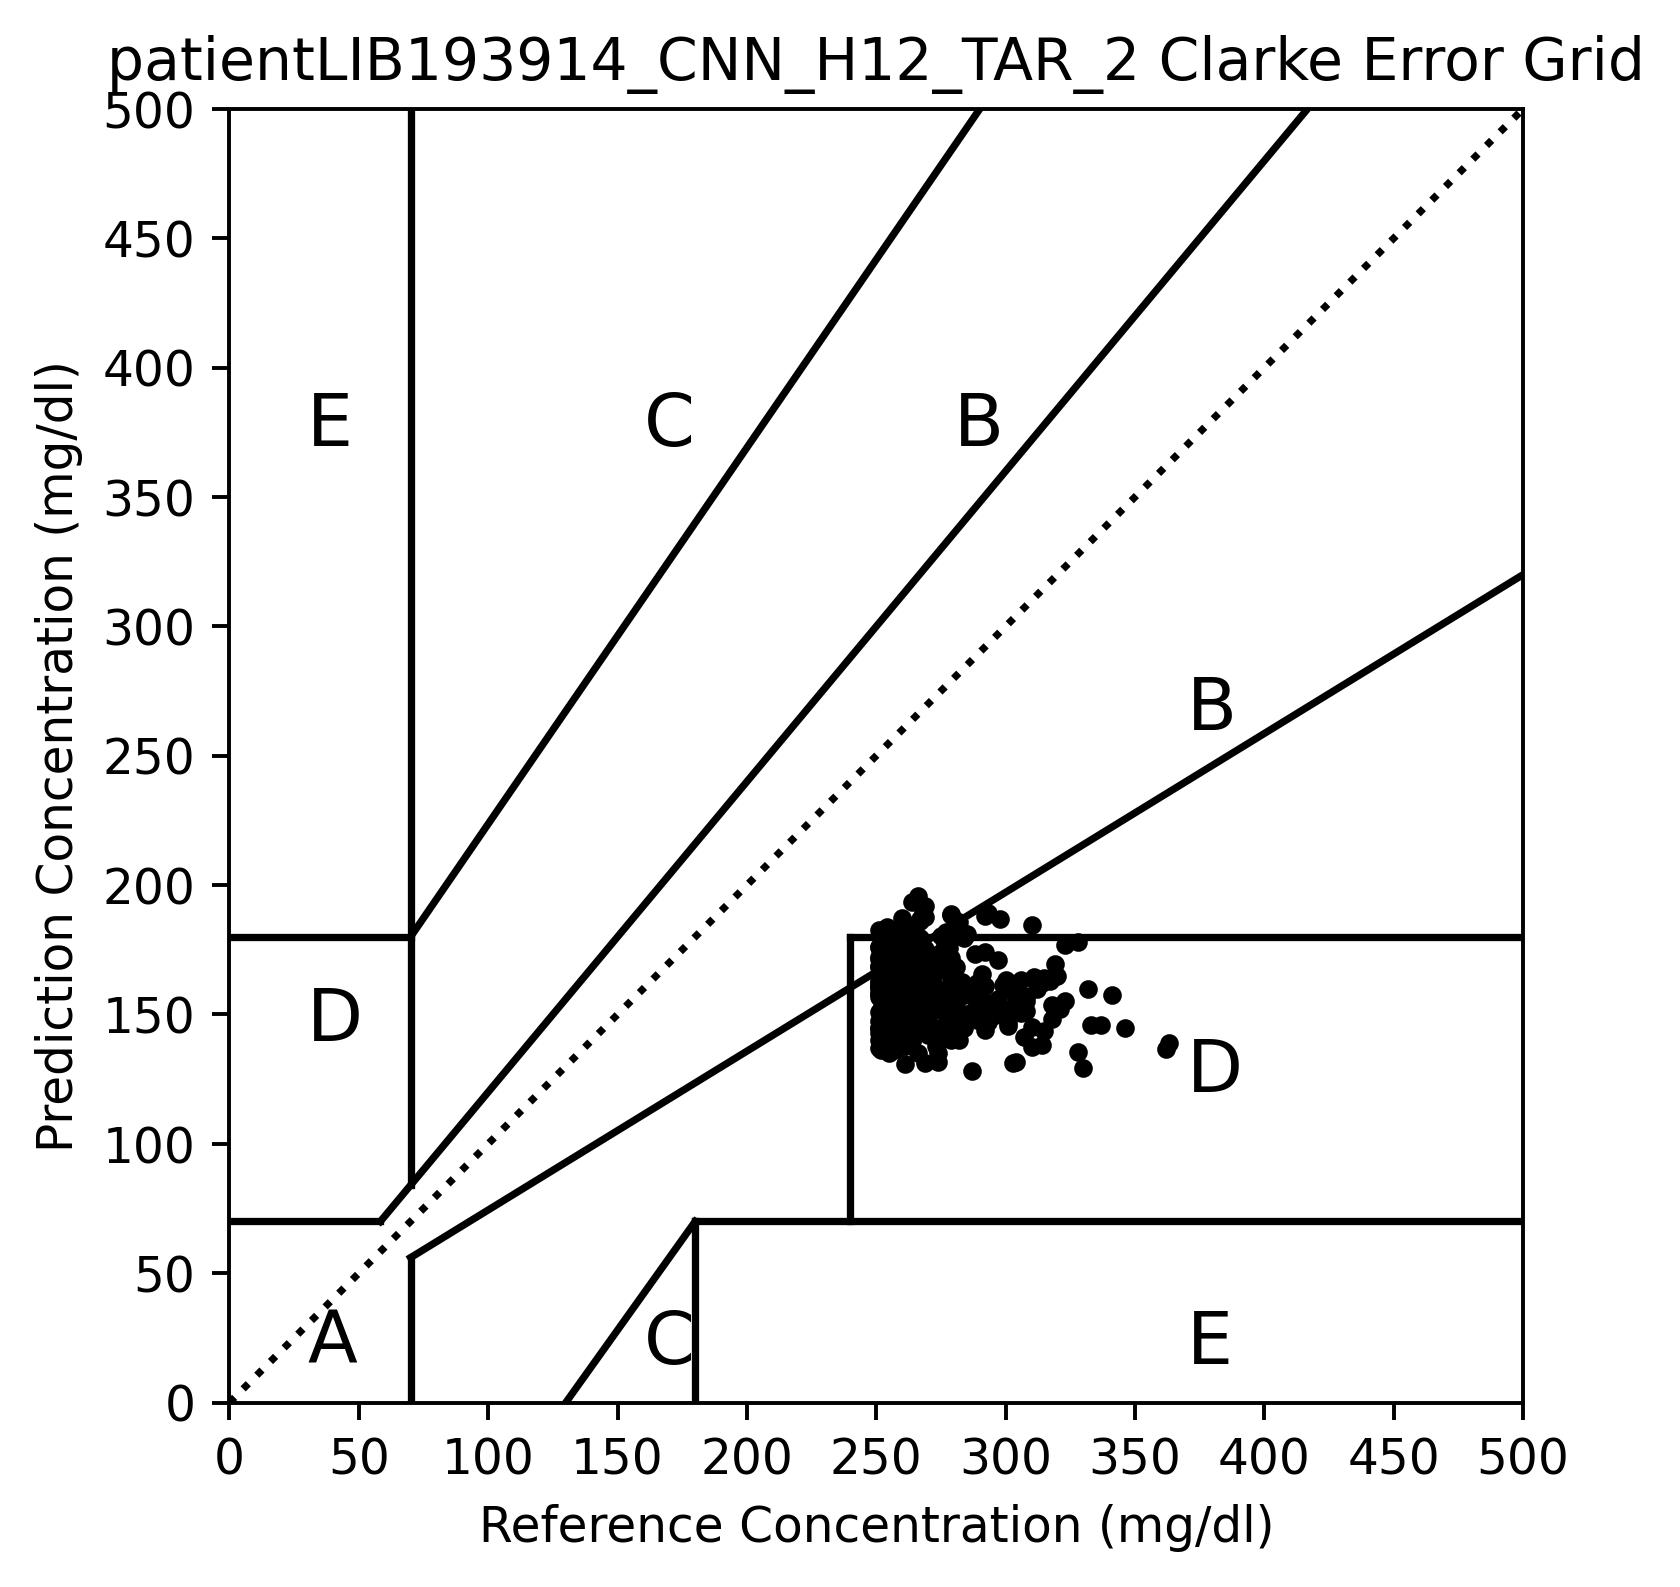 patientLIB193914_CNN_H12_TAR_2 Clarke Error Grid
500
450
400
350
300
250
200
150
100
50
0
Prediction Concentration (mg/dl)
E
C
B
B
D
D
A
C
E
0 50 100 150 200 250 300 350 400 450 500
Reference Concentration (mg/dl)